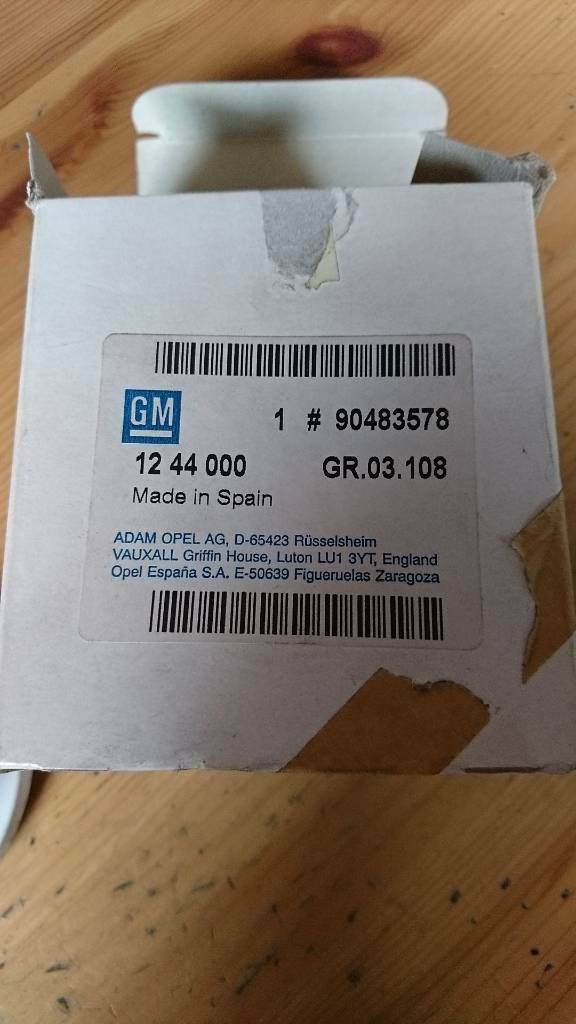 GM
1 # 90483578
12 44 000 GR.03.108
Made in Spain
ADAM OPEL AG, D-65423 Rüsselsheim
VAUXALL Griffin House, Luton LU1 3YT, England
Opel España S.A. E-50639 Figueruelas Zaragoza